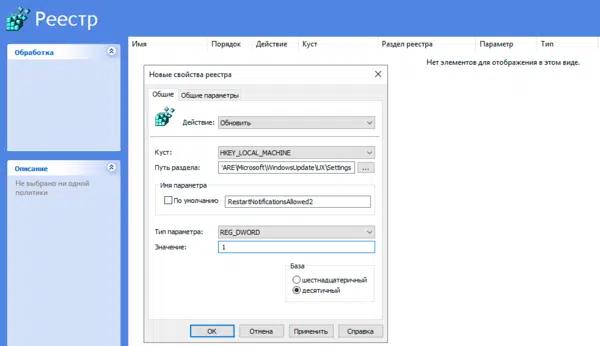 Реестр
Обработка
Описание
Не выбрано ни одной
политики
Имя Порядок Действие Куст Раздел реестра Параметр Тип
Нет элементов для отображения в этом виде.
Новые свойства реестра
Общие Общие параметры
Действие: Обновить
Куст: HKEY_LOCAL_MACHINE
Путь раздела: 'ARE\Microsoft\WindowsUpdate\UX\Settings ...
Имя параметра
По умолчанию RestartNotificationsAllowed2
Тип параметра: REG_DWORD
Значение: 1
База
шестнадцатеричный
десятичный
ОК Отмена Применить Справка